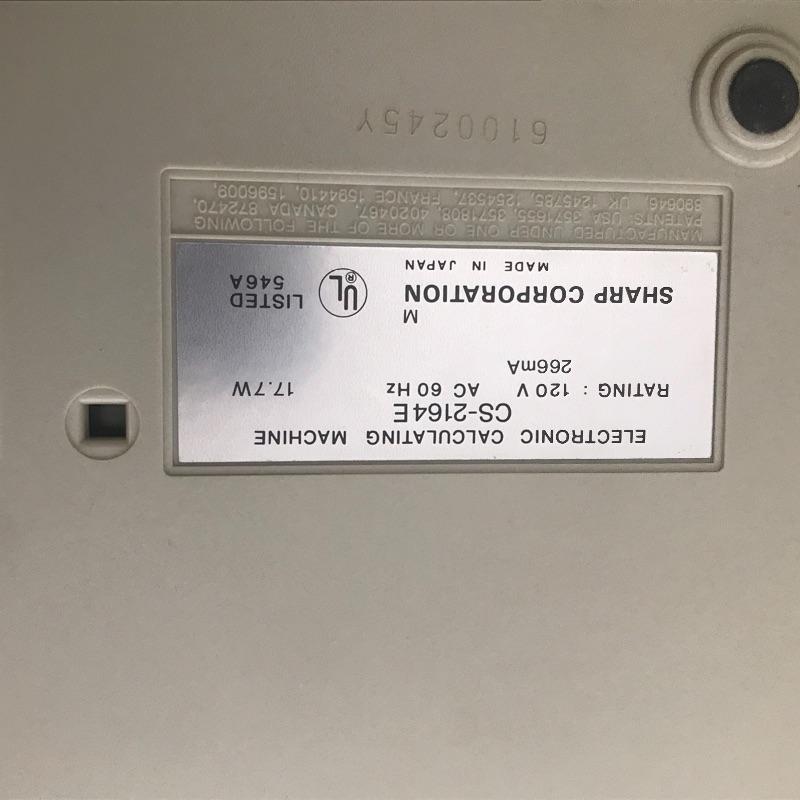 ELECTRONIC CALCULATING MACHINE
CS-2164E
RATING : 120 V AC 60 Hz 17.7W
266mA
M
SHARP CORPORATION
MADE IN JAPAN
UL® LISTED
546A
MANUFACTURED UNDER ONE OR MORE OF THE FOLLOWING
PATENTS: USA 3571655, 3571808, 4020467, CANADA 872470,
890646, UK 1245785, 1254537, FRANCE 1594410, 1596009,
6100245Y